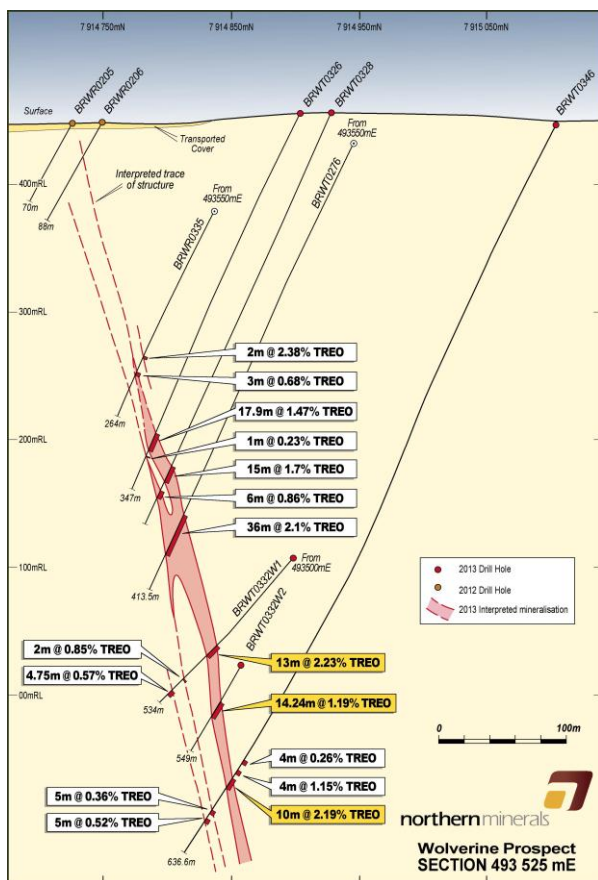 7 914 750mN
7 914 850mN
7 914 950mN
7 915 050mN
BRWR0205
BRWR0206
BRWT0326
BRWT0328
BRWT0346
Surface
Transported
Cover
From
493550mE
BRWT0276
Interpreted trace
of structure
From
493550mE
BRWR0335
400mRL
70m
88m
300mRL
2m @ 2.38% TREO
3m @ 0.68% TREO
264m
17.9m @ 1.47% TREO
200mRL
1m @ 0.23% TREO
15m @ 1.7% TREO
347m
6m @ 0.86% TREO
36m @ 2.1% TREO
100mRL
413.5m
From
493500mE
BRWT0332W1
BRWT0332W2
2013 Drill Hole
2012 Drill Hole
2013 Interpreted mineralisation
2m @ 0.85% TREO
13m @ 2.23% TREO
4.75m @ 0.57% TREO
00mRL
534m
14.24m @ 1.19% TREO
549m
0
100m
4m @ 0.26% TREO
4m @ 1.15% TREO
5m @ 0.36% TREO
10m @ 2.19% TREO
5m @ 0.52% TREO
636.6m
northernminerals
Wolverine Prospect
SECTION 493 525 mE